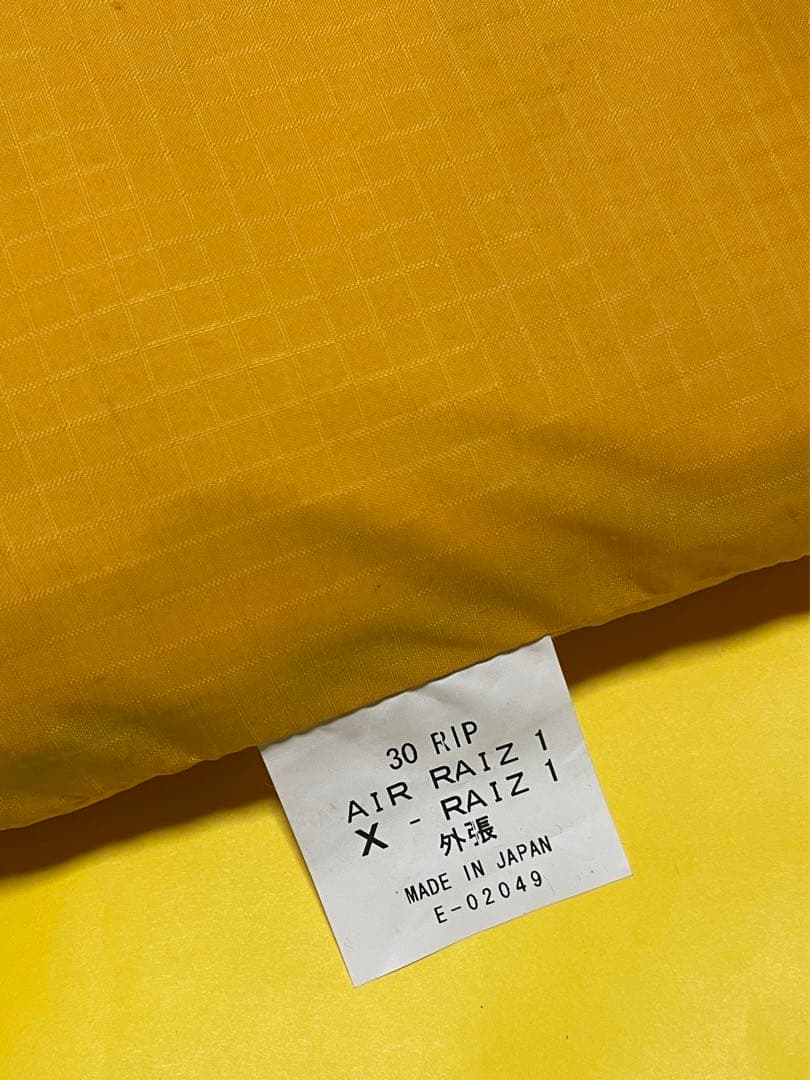 30 RIP
AIR RAIZ 1
X - RAIZ 1
外張
MADE IN JAPAN
E-02049